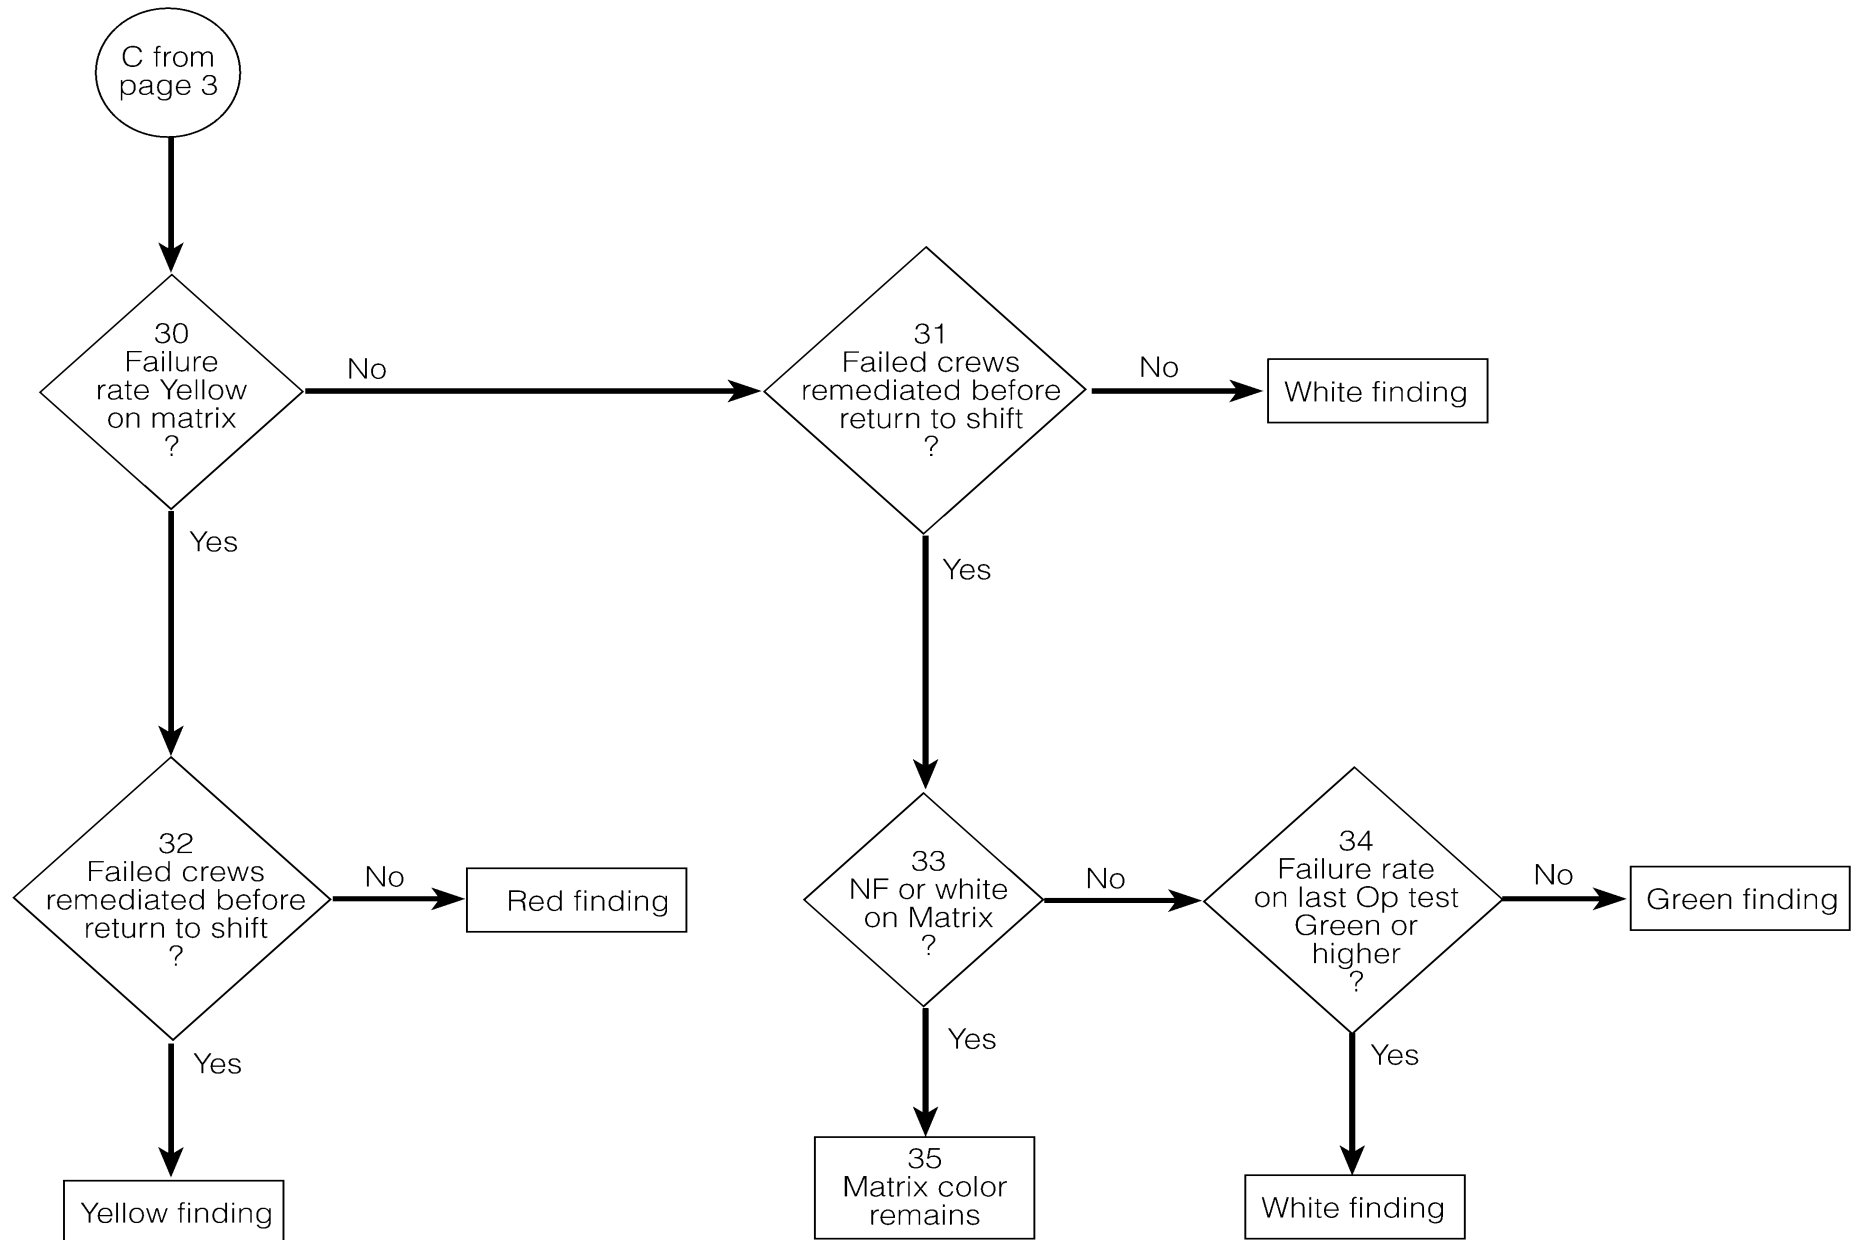 C from
page 3
30
Failure
rate Yellow
on matrix
?
No
31
Failed crews
remediated before
return to shift
?
No
White finding
Yes
Yes
32
Failed crews
remediated before
return to shift
?
No
Red finding
33
NF or white
on Matrix
?
No
34
Failure rate
on last Op test
Green or
higher
?
No
Green finding
Yes
Yes
Yes
Yellow finding
35
Matrix color
remains
White finding